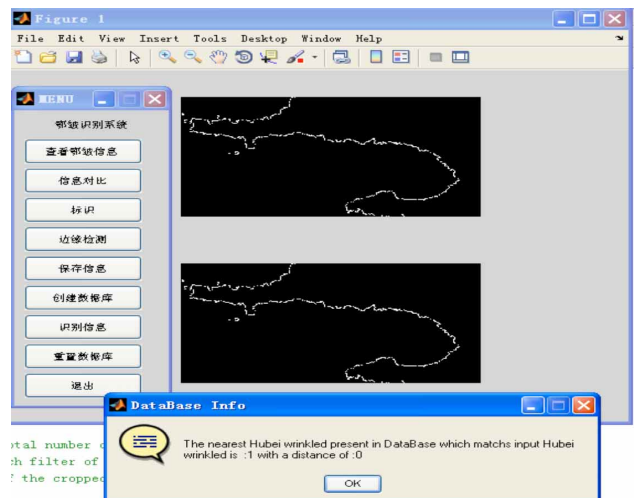 Figure 1
File Edit View Insert Tools Desktop Window Help
MENU
鄂皱识别系统
查看鄂皱信息
信息对比
标识
边缘检测
保存信息
创建数据库
识别信息
重置数据库
退出
DataBase Info
The nearest Hubei wrinkled present in DataBase which matchs input Hubei
wrinkled is :1 with a distance of :0
OK
otal number
ch filter of
f the cropped